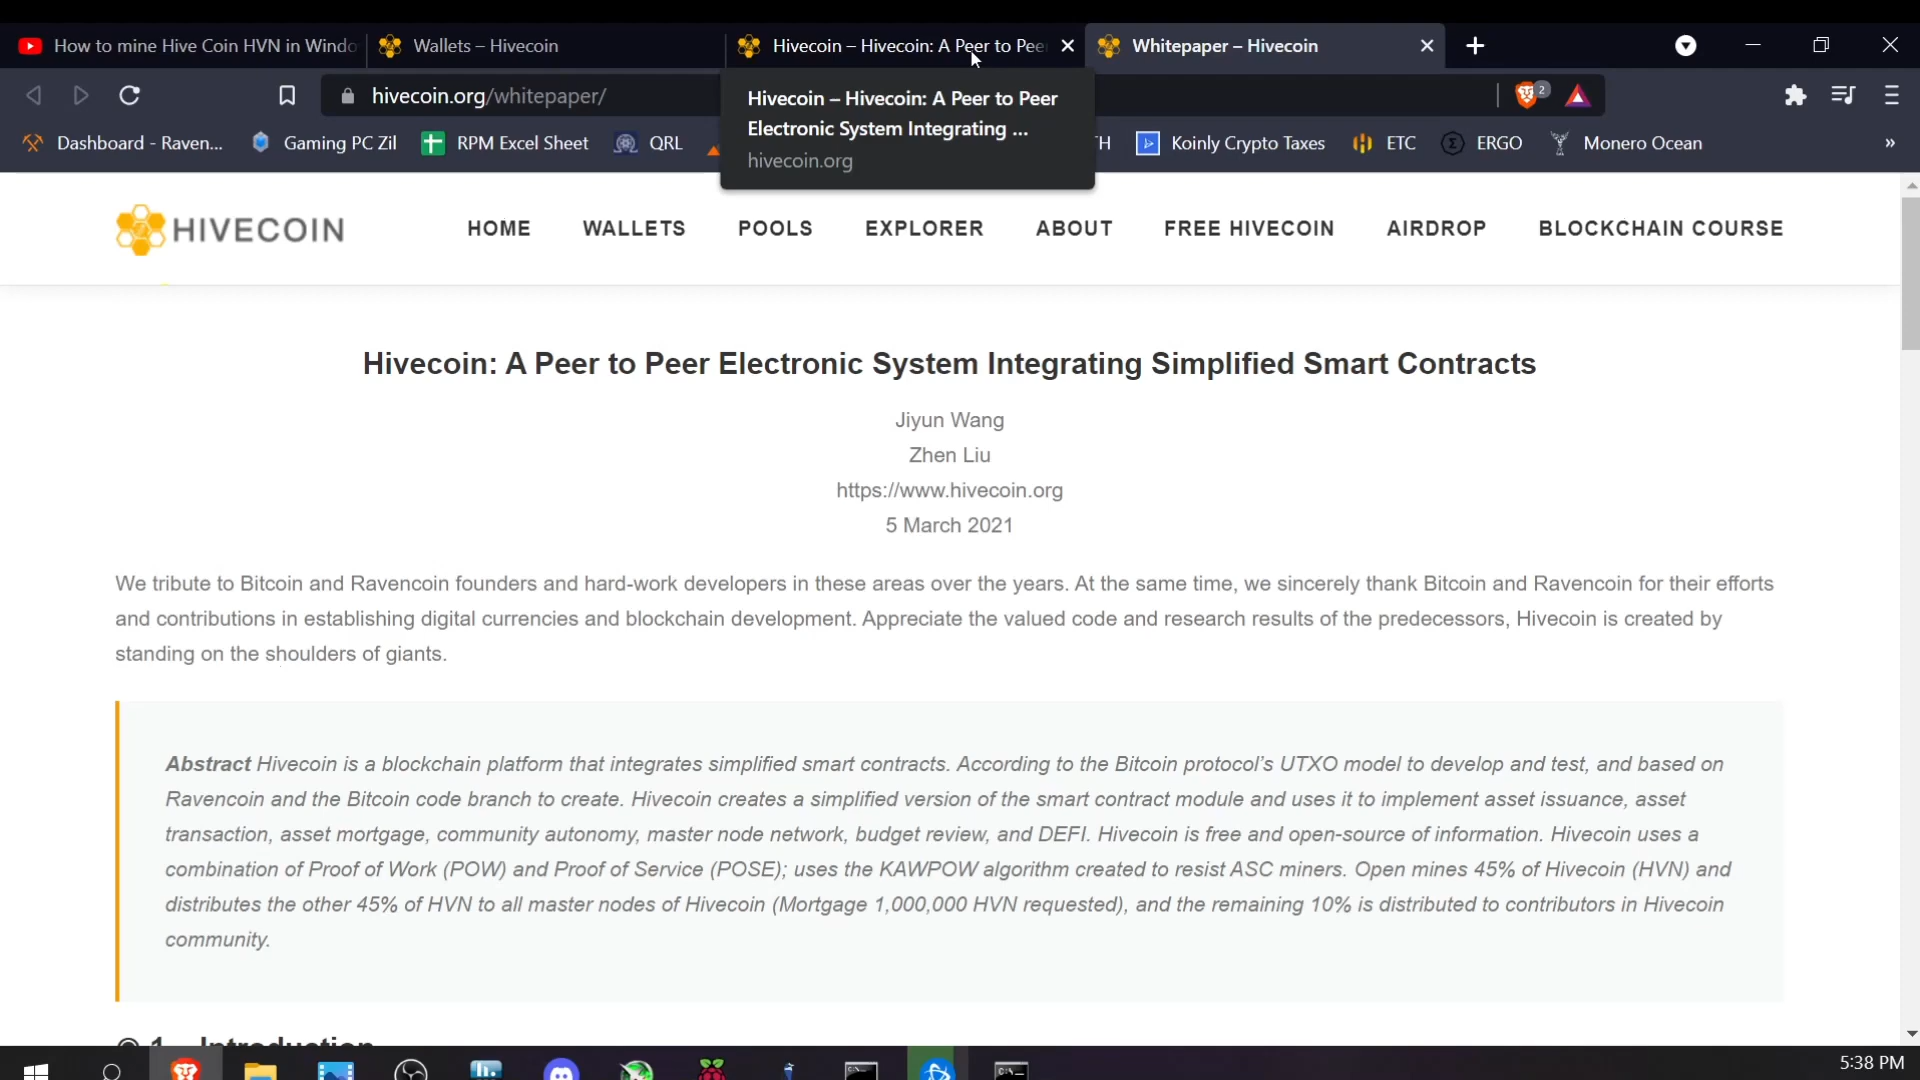 How to mine Hive Coin HVN in Windo
Wallets – Hivecoin
Hivecoin – Hivecoin: A Peer to Pee
Whitepaper – Hivecoin
hivecoin.org/whitepaper/
2
Hivecoin – Hivecoin: A Peer to Peer
Electronic System Integrating ...
hivecoin.org
Dashboard - Raven...
Gaming PC Zil
RPM Excel Sheet
QRL
TH
Koinly Crypto Taxes
ETC
ERGO
Monero Ocean
»
HIVECOIN
HOME
WALLETS
POOLS
EXPLORER
ABOUT
FREE HIVECOIN
AIRDROP
BLOCKCHAIN COURSE
Hivecoin: A Peer to Peer Electronic System Integrating Simplified Smart Contracts
Jiyun Wang
Zhen Liu
https://www.hivecoin.org
5 March 2021
We tribute to Bitcoin and Ravencoin founders and hard-work developers in these areas over the years. At the same time, we sincerely thank Bitcoin and Ravencoin for their efforts
and contributions in establishing digital currencies and blockchain development. Appreciate the valued code and research results of the predecessors, Hivecoin is created by
standing on the shoulders of giants.
Abstract Hivecoin is a blockchain platform that integrates simplified smart contracts. According to the Bitcoin protocol's UTXO model to develop and test, and based on
Ravencoin and the Bitcoin code branch to create. Hivecoin creates a simplified version of the smart contract module and uses it to implement asset issuance, asset
transaction, asset mortgage, community autonomy, master node network, budget review, and DEFI. Hivecoin is free and open-source of information. Hivecoin uses a
combination of Proof of Work (POW) and Proof of Service (POSE); uses the KAWPOW algorithm created to resist ASC miners. Open mines 45% of Hivecoin (HVN) and
distributes the other 45% of HVN to all master nodes of Hivecoin (Mortgage 1,000,000 HVN requested), and the remaining 10% is distributed to contributors in Hivecoin
community.
1 Introduction
5:38 PM